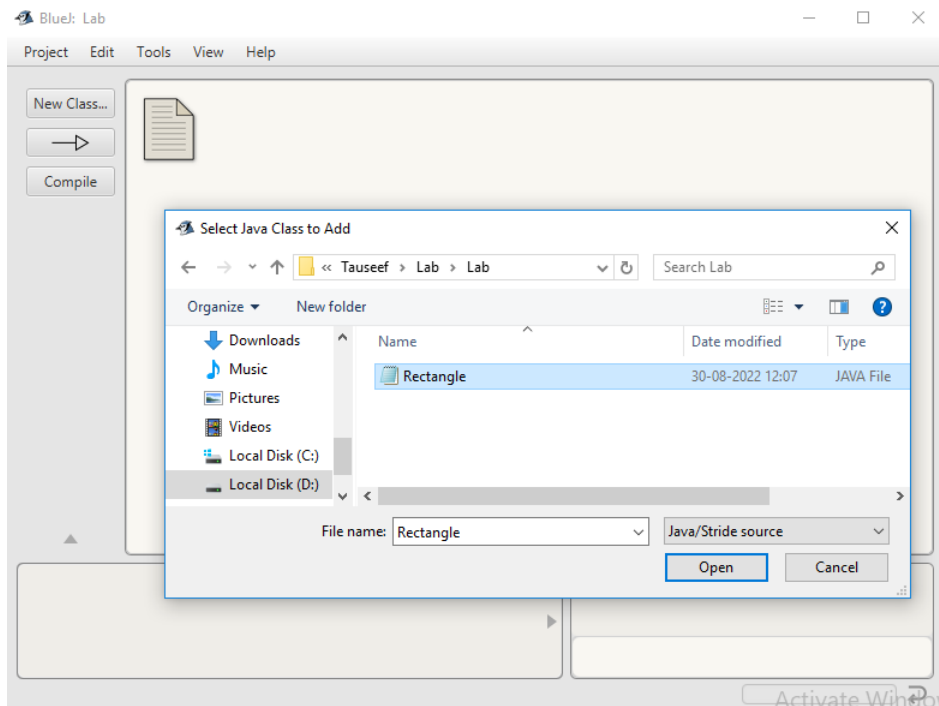 BlueJ: Lab
Project Edit Tools View Help
New Class...
Compile
Select Java Class to Add
« Tauseef > Lab > Lab
Search Lab
Organize New folder
Downloads
Music
Pictures
Videos
Local Disk (C:)
Local Disk (D:)
Name Date modified Type
Rectangle 30-08-2022 12:07 JAVA File
File name: Rectangle Java/Stride source
Open Cancel
Activate Windo